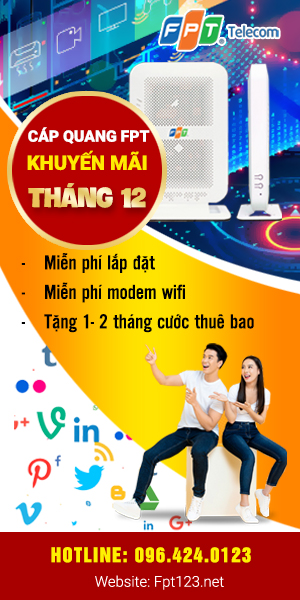 FPT. Telecom
FPT
CÁP QUANG FPT
KHUYẾN MÃI
THÁNG 12
- Miễn phí lắp đặt
- Miễn phí modem wifi
- Tặng 1- 2 tháng cước thuê bao
HOTLINE: 096.424.0123
Website: Fpt123.net